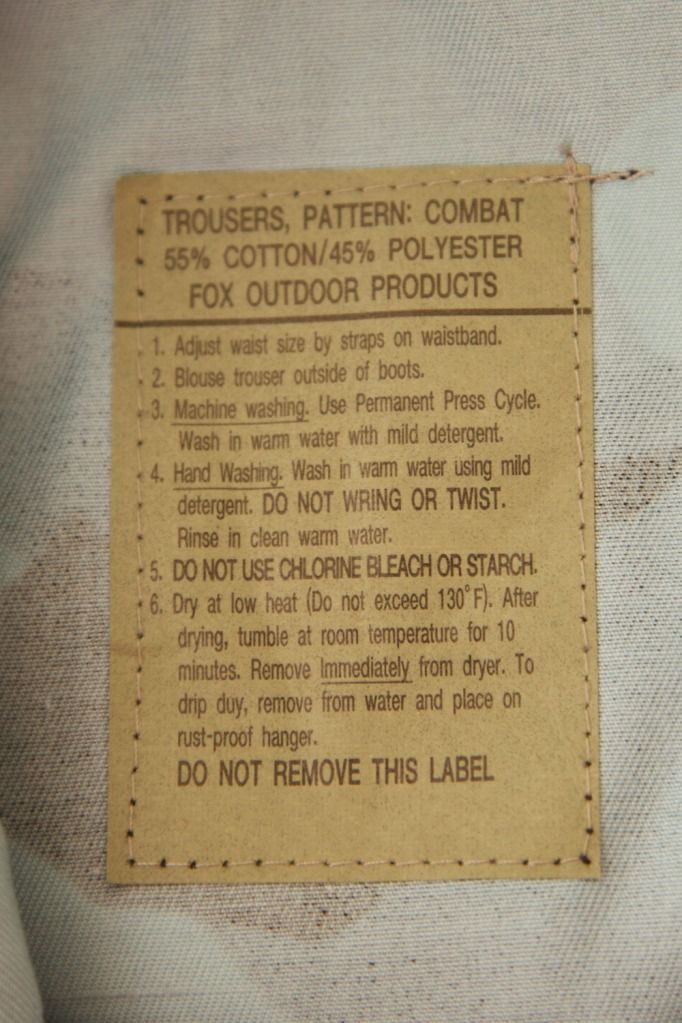 TROUSERS, PATTERN: COMBAT
55% COTTON/45% POLYESTER
FOX OUTDOOR PRODUCTS
1. Adjust waist size by straps on waistband.
2. Blouse trouser outside of boots.
3. Machine washing. Use Permanent Press Cycle.
Wash in warm water with mild detergent.
4. Hand Washing. Wash in warm water using mild
detergent. DO NOT WRING OR TWIST.
Rinse in clean warm water.
5. DO NOT USE CHLORINE BLEACH OR STARCH.
6. Dry at low heat (Do not exceed 130°F). After
drying, tumble at room temperature for 10
minutes. Remove Immediately from dryer. To
drip duy, remove from water and place on
rust-proof hanger.
DO NOT REMOVE THIS LABEL